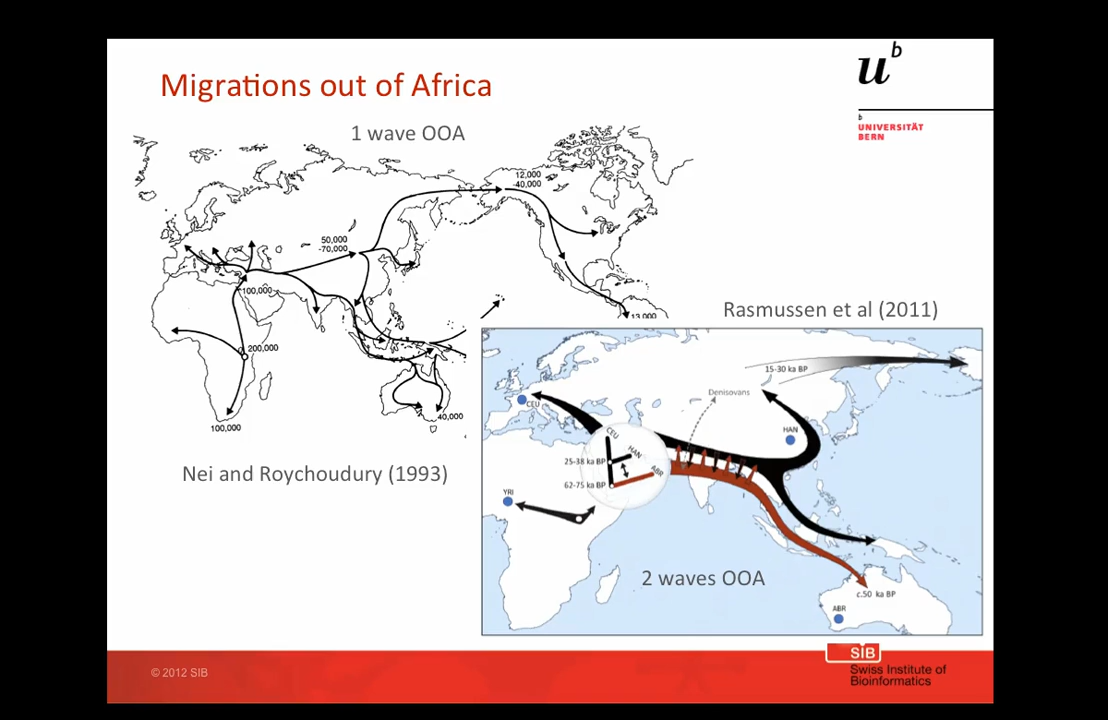 Migrations out of Africa
u
b
b
UNIVERSITÄT
BERN
1 wave OOA
12,000
-40,000
50,000
-70,000
100,000
200,000
13,000
100,000
40,000
Nei and Roychoudury (1993)
Rasmussen et al (2011)
15-30 ka BP
Denisovans
CEU
HAN
CEU
HAN
ABR
25-38 ka BP
62-75 ka BP
YRI
2 waves OOA
c.50 ka BP
ABR
© 2012 SIB
SIB
Swiss Institute of
Bioinformatics